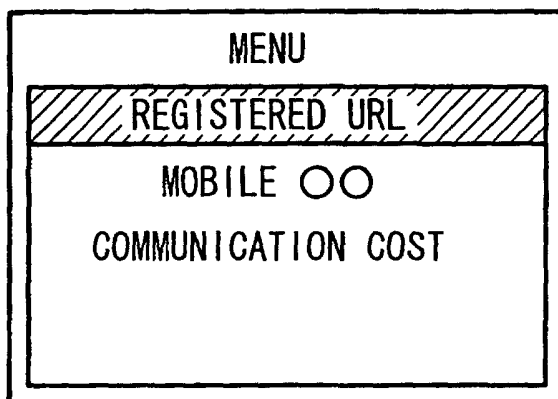 MENU
REGISTERED URL
MOBILE ○○
COMMUNICATION COST